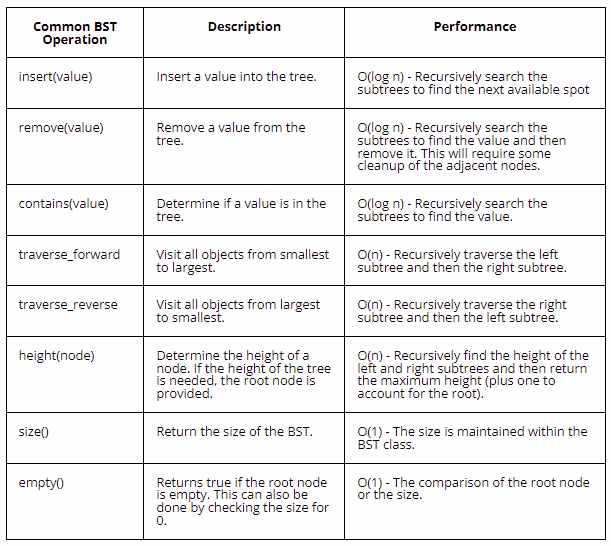 Common BST
Operation
Description
Performance
insert(value)
Insert a value into the tree.
O(log n) - Recursively search the
subtrees to find the next available spot
remove(value)
Remove a value from the
tree.
O(log n) - Recursively search the
subtrees to find the value and then
remove it. This will require some
cleanup of the adjacent nodes.
contains(value)
Determine if a value is in the
tree.
O(log n) - Recursively search the
subtrees to find the value.
traverse_forward
Visit all objects from smallest
to largest.
O(n) - Recursively traverse the left
subtree and then the right subtree.
traverse_reverse
Visit all objects from largest
to smallest.
O(n) - Recursively traverse the right
subtree and then the left subtree.
height(node)
Determine the height of a
node. If the height of the tree
is needed, the root node is
provided.
O(n) - Recursively find the height of the
left and right subtrees and then return
the maximum height (plus one to
account for the root).
size()
Return the size of the BST.
O(1) - The size is maintained within the
BST class.
empty()
Returns true if the root node
is empty. This can also be
done by checking the size for
0.
O(1) - The comparison of the root node
or the size.